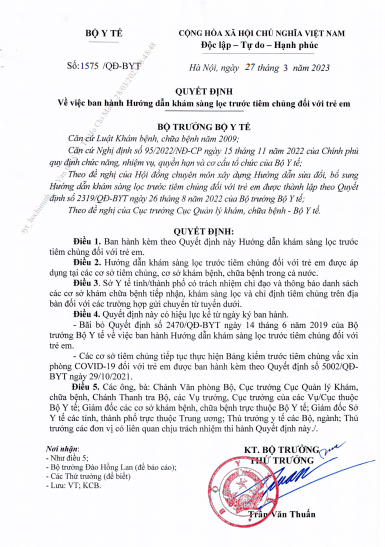 BỘ Y TẾ
CỘNG HÒA XÃ HỘI CHỦ NGHĨA VIỆT NAM
Độc lập – Tự do – Hạnh phúc
Số: 1575 /QĐ-BYT
Hà Nội, ngày 27 tháng 3 năm 2023
QUYẾT ĐỊNH
Về việc ban hành Hướng dẫn khám sàng lọc trước tiêm chủng đối với trẻ em
BỘ TRƯỞNG BỘ Y TẾ
Căn cứ Luật Khám bệnh, chữa bệnh năm 2009;
Căn cứ Nghị định số 95/2022/NĐ-CP ngày 15 tháng 11 năm 2022 của Chính phủ
quy định chức năng, nhiệm vụ, quyền hạn và cơ cấu tổ chức của Bộ Y tế;
Theo đề nghị của Hội đồng chuyên môn xây dựng Hướng dẫn sửa đổi, bổ sung
Hướng dẫn khám sàng lọc trước tiêm chủng đối với trẻ em được thành lập theo Quyết
định số 2319/QĐ-BYT ngày 26 tháng 8 năm 2022 của Bộ trưởng Bộ Y tế;
Theo đề nghị của Cục trưởng Cục Quản lý khám, chữa bệnh - Bộ Y tế.
QUYẾT ĐỊNH:
Điều 1. Ban hành kèm theo Quyết định này Hướng dẫn khám sàng lọc trước
tiêm chủng đối với trẻ em.
Điều 2. Hướng dẫn khám sàng lọc trước tiêm chủng đối với trẻ em được áp
dụng tại các cơ sở tiêm chủng, cơ sở khám bệnh, chữa bệnh trong cả nước.
Điều 3. Sở Y tế tỉnh/thành phố có trách nhiệm chỉ đạo và thông báo danh sách
các cơ sở khám chữa bệnh tiếp nhận, khám sàng lọc và chỉ định tiêm chủng trên địa
bàn đối với các trường hợp gửi chuyển từ tuyến dưới.
Điều 4. Quyết định này có hiệu lực kể từ ngày ký ban hành.
- Bãi bỏ Quyết định số 2470/QĐ-BYT ngày 14 tháng 6 năm 2019 của Bộ
trưởng Bộ Y tế về việc ban hành Hướng dẫn khám sàng lọc trước tiêm chủng đối với
trẻ em.
- Các cơ sở tiêm chủng tiếp tục thực hiện Bảng kiểm trước tiêm chủng vắc xin
phòng COVID-19 đối với trẻ em được ban hành kèm theo Quyết định số 5002/QĐ-
BYT ngày 29/10/2021.
Điều 5. Các ông, bà: Chánh Văn phòng Bộ, Cục trưởng Cục Quản lý Khám,
chữa bệnh, Chánh Thanh tra Bộ, các Vụ trưởng, Cục trưởng của các Vụ/Cục thuộc
Bộ Y tế; Giám đốc các cơ sở khám bệnh, chữa bệnh trực thuộc Bộ Y tế; Giám đốc Sở
Y tế các tỉnh, thành phố trực thuộc Trung ương; Thủ trưởng y tế các Bộ, ngành; Thủ
trưởng các đơn vị có liên quan chịu trách nhiệm thi hành Quyết định này./.
Nơi nhận:
- Như điều 5;
- Bộ trưởng Đào Hồng Lan (để báo cáo);
- Các Thứ trưởng (để biết)
- Lưu: VT; KCB.
KT. BỘ TRƯỞNG
THỨ TRƯỞNG
Trần Văn Thuấn